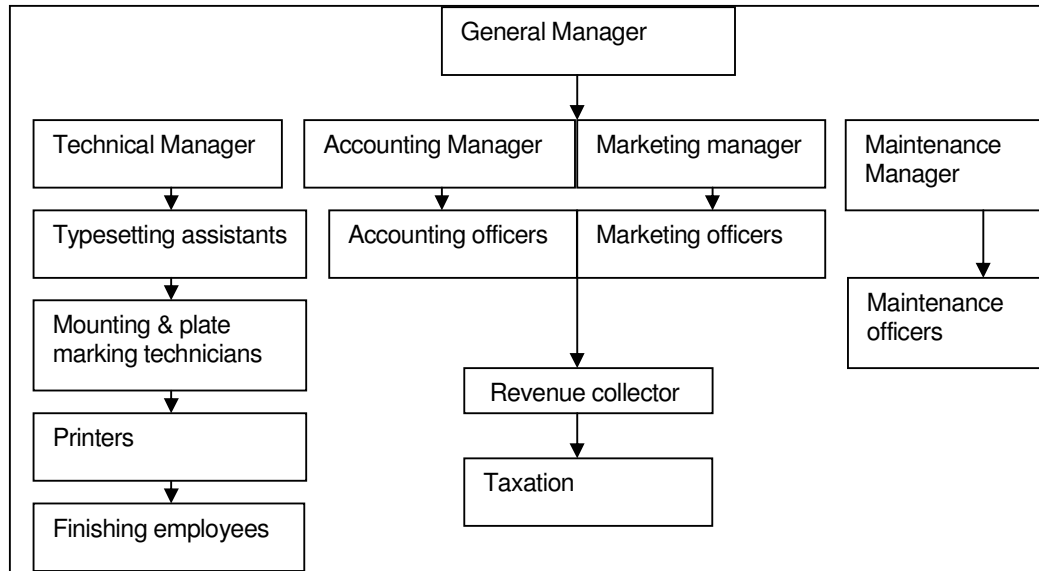 General Manager
Technical Manager
Accounting Manager
Marketing manager
Maintenance
Manager
Typesetting assistants
Accounting officers
Marketing officers
Mounting & plate
marking technicians
Maintenance
officers
Revenue collector
Printers
Taxation
Finishing employees